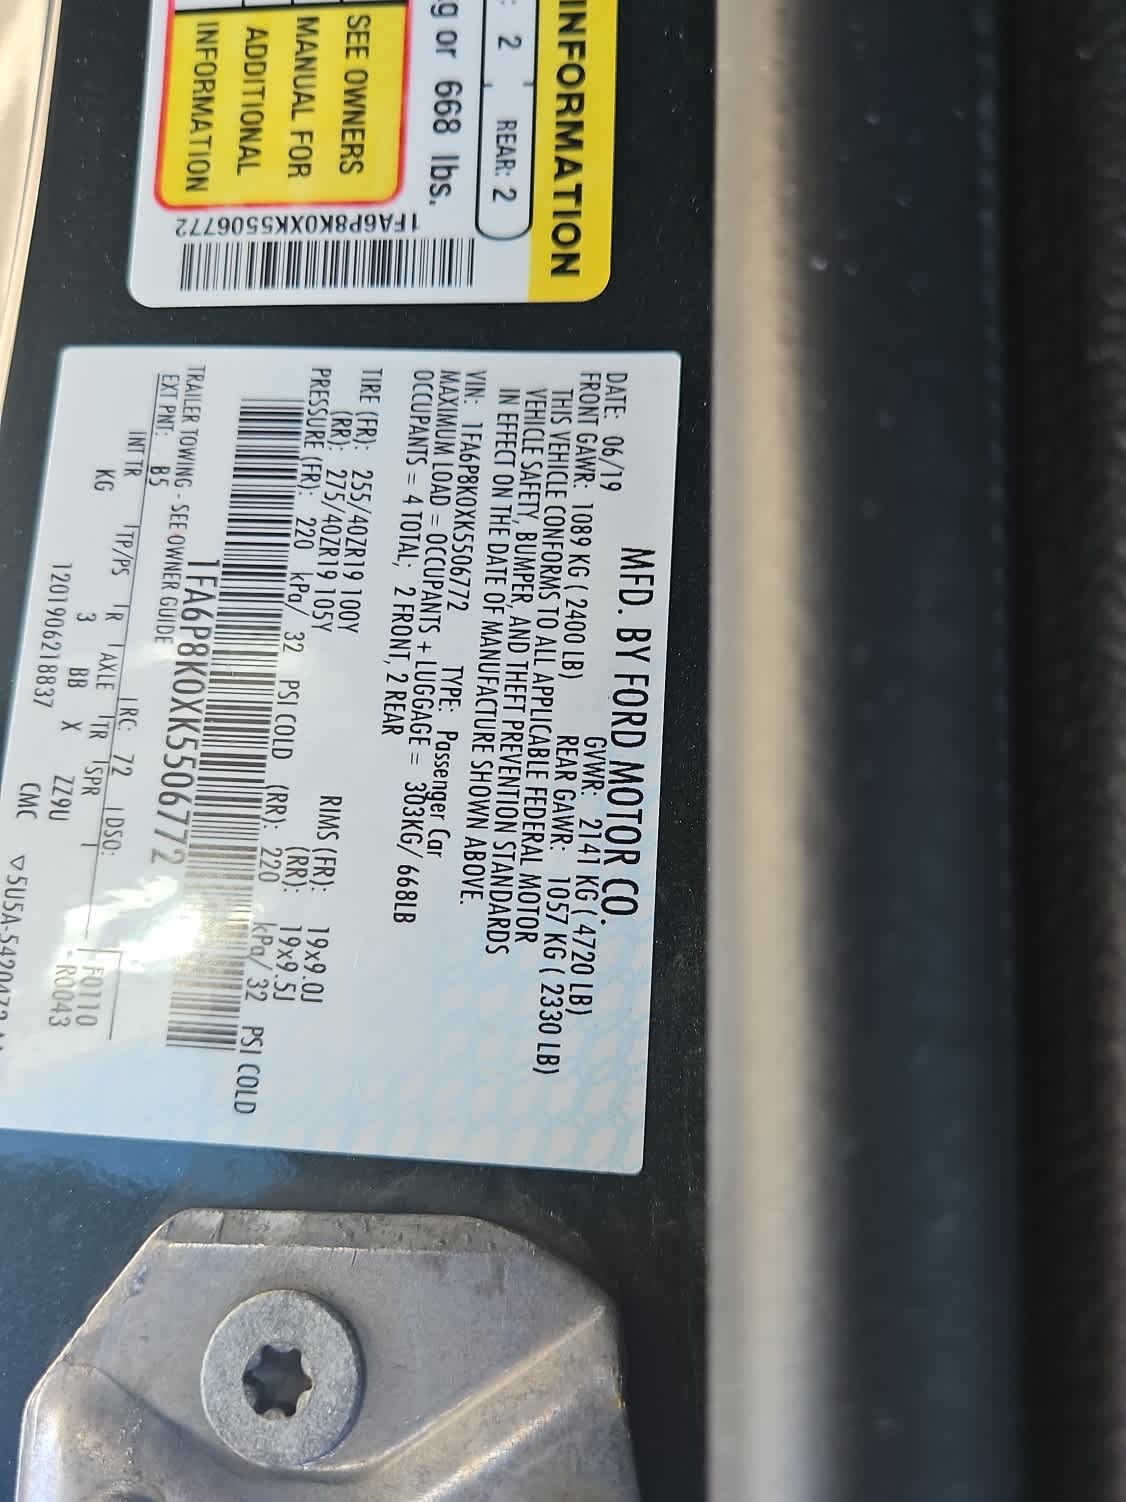 INFORMATION
: 2 REAR: 2
g or 668 lbs.
SEE OWNERS
MANUAL FOR
ADDITIONAL
INFORMATION
1FA6P8K0XK5506772
MFD. BY FORD MOTOR CO.
DATE: 06/19 GVWR: 2141 KG ( 4720 LB)
FRONT GAWR: 1089 KG ( 2400 LB) REAR GAWR: 1057 KG ( 2330 LB)
THIS VEHICLE CONFORMS TO ALL APPLICABLE FEDERAL MOTOR
VEHICLE SAFETY, BUMPER, AND THEFT PREVENTION STANDARDS
IN EFFECT ON THE DATE OF MANUFACTURE SHOWN ABOVE.
VIN: 1FA6P8K0XK5506772 TYPE: Passenger Car
MAXIMUM LOAD = OCCUPANTS + LUGGAGE = 303KG/ 668LB
OCCUPANTS = 4 TOTAL; 2 FRONT, 2 REAR
TIRE (FR): 255/40ZR19 100Y RIMS (FR): 19x9.0J
(RR): 275/40ZR19 105Y (RR): 19x9.5J
PRESSURE (FR): 220 kPa/ 32 PSI COLD (RR): 220 kPa/ 32 PSI COLD
1FA6P8K0XK5506772
TRAILER TOWING - SEE OWNER GUIDE
EXT PNT: B5 RC: 72 DSO: F0110
INT TR TP/PS R AXLE TR SPR R0043
KG 3 BB X ZZ9U
1201906218837 CMC